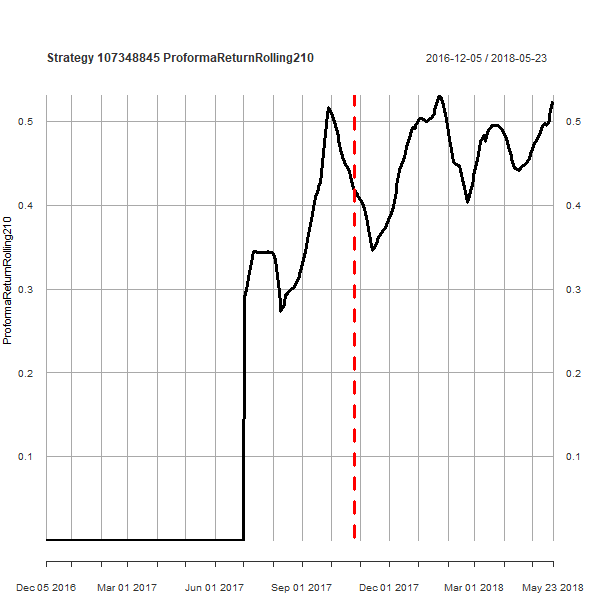 Strategy 107348845 ProformaReturnRolling210
2016-12-05 / 2018-05-23
ProformaReturnRolling210
0.5 0.5
0.4 0.4
0.3 0.3
0.2 0.2
0.1 0.1
Dec 05 2016 Mar 01 2017 Jun 01 2017 Sep 01 2017 Dec 01 2017 Mar 01 2018 May 23 2018